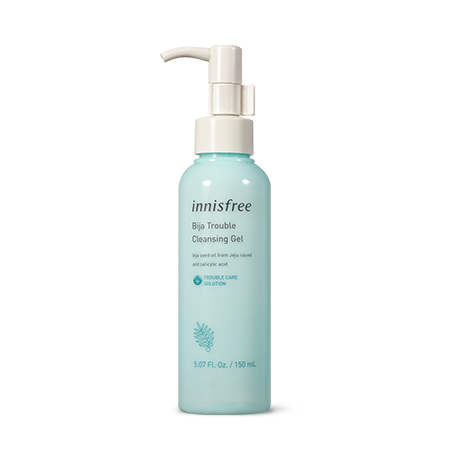 innisfree
Bija Trouble
Cleansing Gel
bija seed oil from Jeju island
and salicylic acid
TROUBLE CARE
SOLUTION
5.07 FL. Oz. / 150 mL